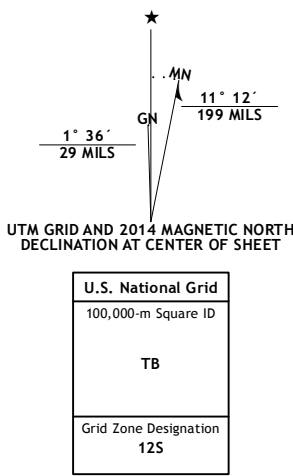 ★
MN
GN
11° 12´
199 MILS
1° 36´
29 MILS
UTM GRID AND 2014 MAGNETIC NORTH
DECLINATION AT CENTER OF SHEET
U.S. National Grid
100,000-m Square ID
TB
Grid Zone Designation
12S